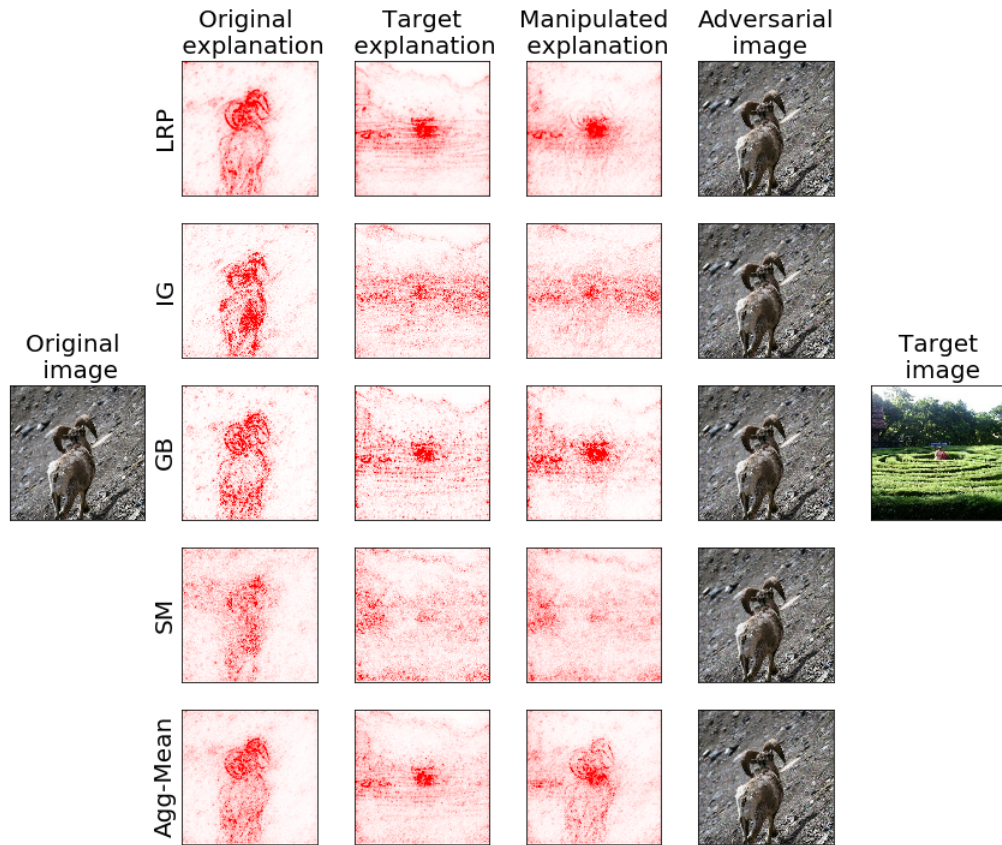 Original
explanation
Target
explanation
Manipulated
explanation
Adversarial
image
LRP
IG
Original
image
GB
Target
image
SM
Agg-Mean